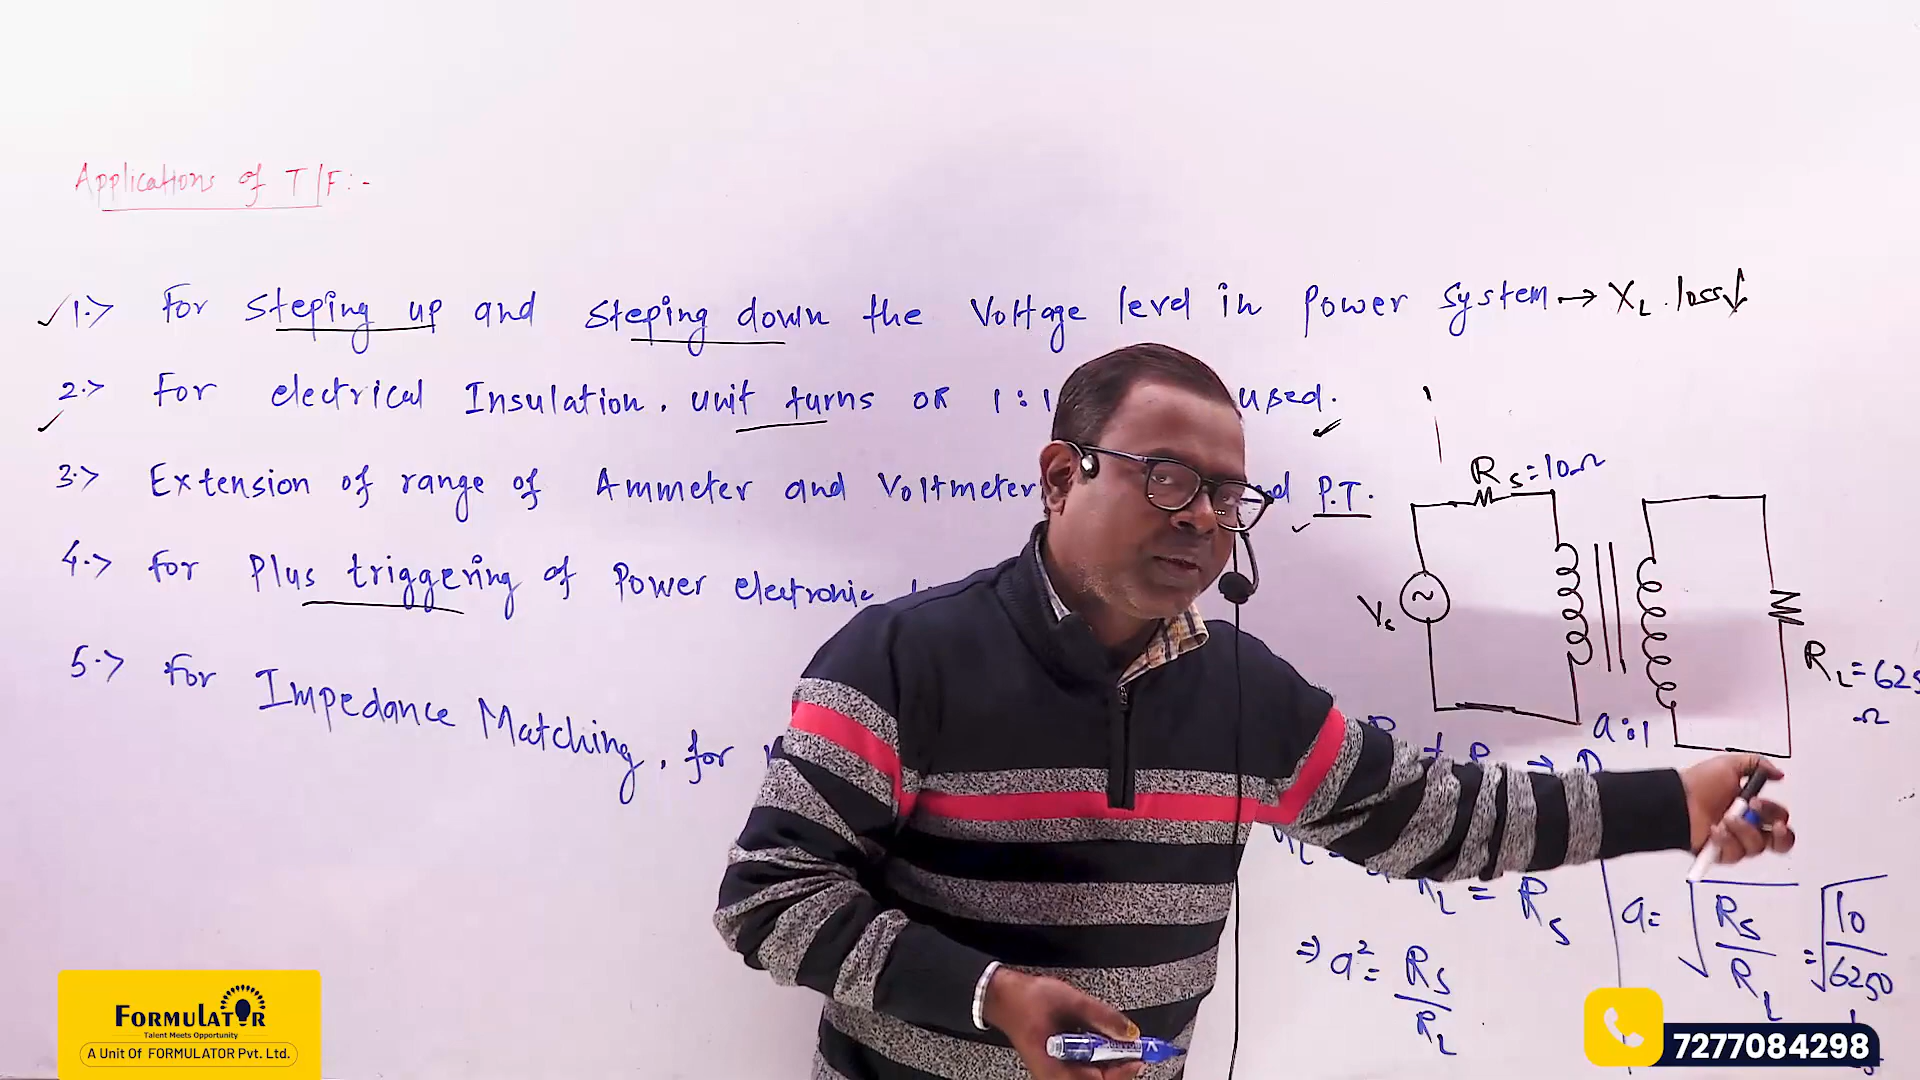 Applications of T/F:-
1.> For Steping up and Steping down the Voltage level in Power System → XL. loss↓
2.> For electrical Insulation. unit turns OR 1:1 used.
3.> Extension of range of Ammeter and Voltmeter P.T.
4.> For Plus triggering of Power electronic
5.> For Impedance Matching. for
Rs=10Ω
Vs
RL=625
Ω
a:1
RL = Rs
⇒ a²= Rs/RL
a= √Rs/RL =√10/6250
FORMULATOR
Talent Meets Opportunity
A Unit Of FORMULATOR Pvt. Ltd.
7277084298